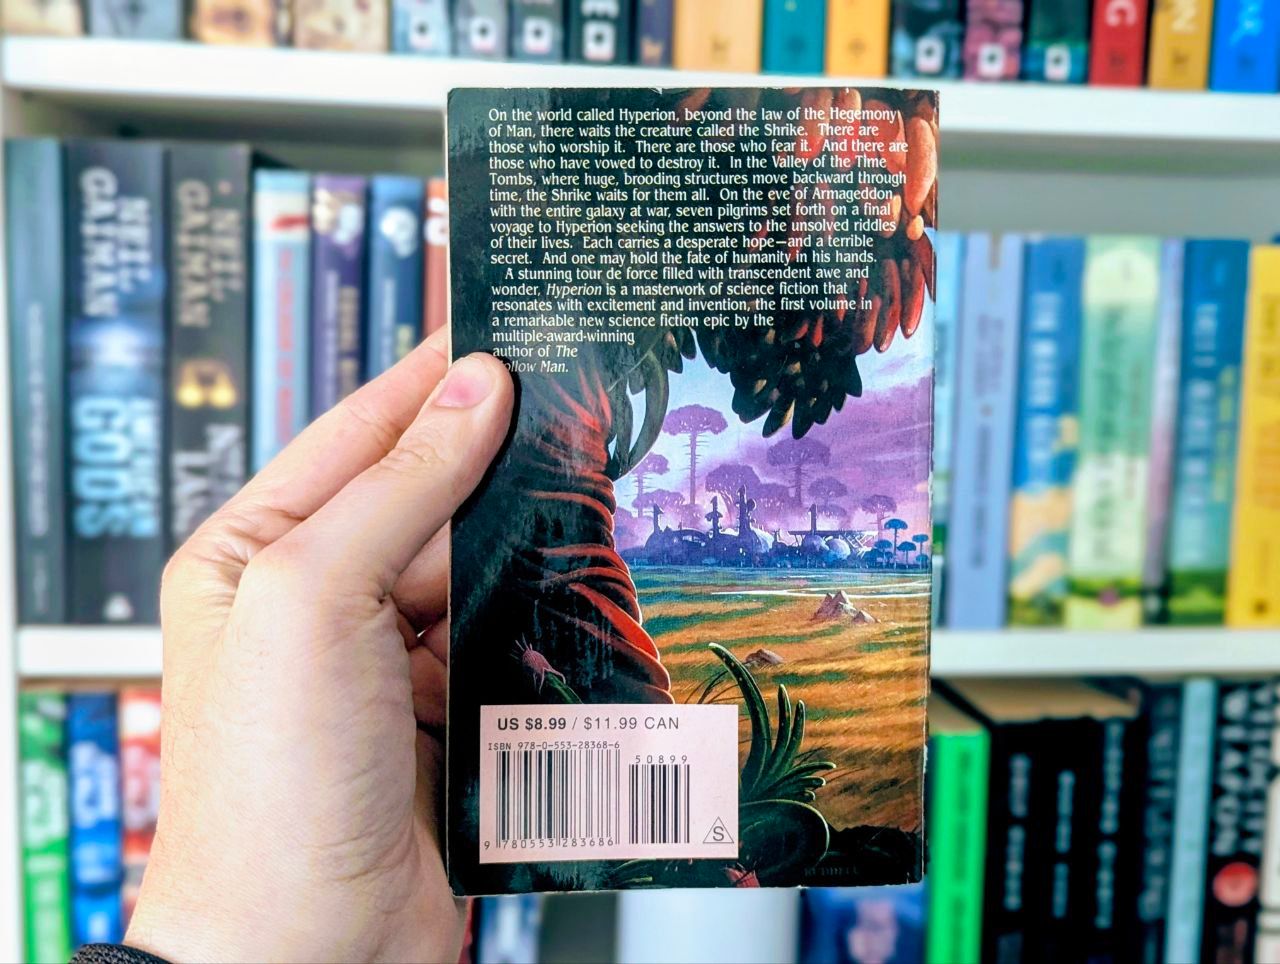 On the world called Hyperion, beyond the law of the Hegemony
of Man, there waits the creature called the Shrike. There are
those who worship it. There are those who fear it. And there are
those who have vowed to destroy it. In the Valley of the Time
Tombs, where huge, brooding structures move backward through
time, the Shrike waits for them all. On the eve of Armageddon
with the entire galaxy at war, seven pilgrims set forth on a final
voyage to Hyperion seeking the answers to the unsolved riddles
of their lives. Each carries a desperate hope—and a terrible
secret. And one may hold the fate of humanity in his hands.
A stunning tour de force filled with transcendent awe and
wonder, Hyperion is a masterwork of science fiction that
resonates with excitement and invention, the first volume in
a remarkable new science fiction epic by the
multiple-award-winning
author of The
ollow Man.
US $8.99 / $11.99 CAN
ISBN 978-0-553-28368-6
50899
9 780553 283686
S
RUDDELL
NEIL
GAIMAN
AMERICAN
GODS
NEIL
GAIMAN